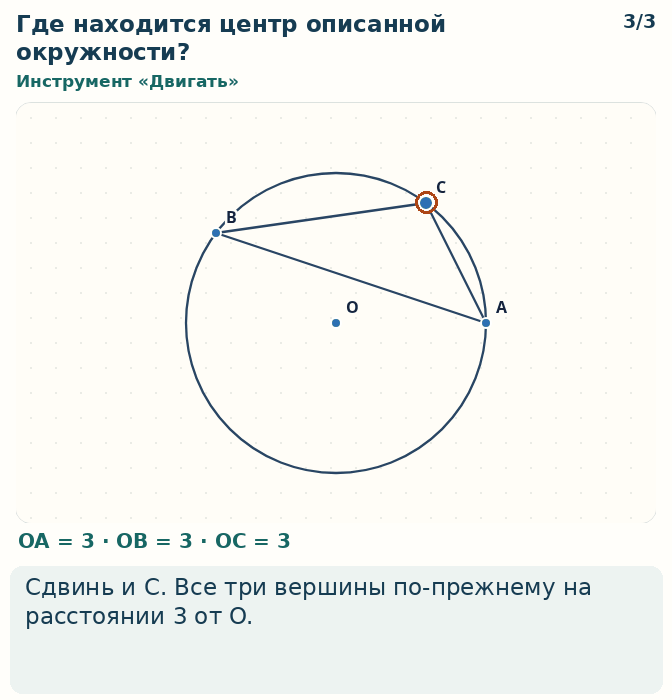 Где находится центр описанной
окружности?
3/3
Инструмент «Двигать»
C
B
O
A
OA = 3 · OB = 3 · OC = 3
Сдвинь и C. Все три вершины по-прежнему на
расстоянии 3 от O.